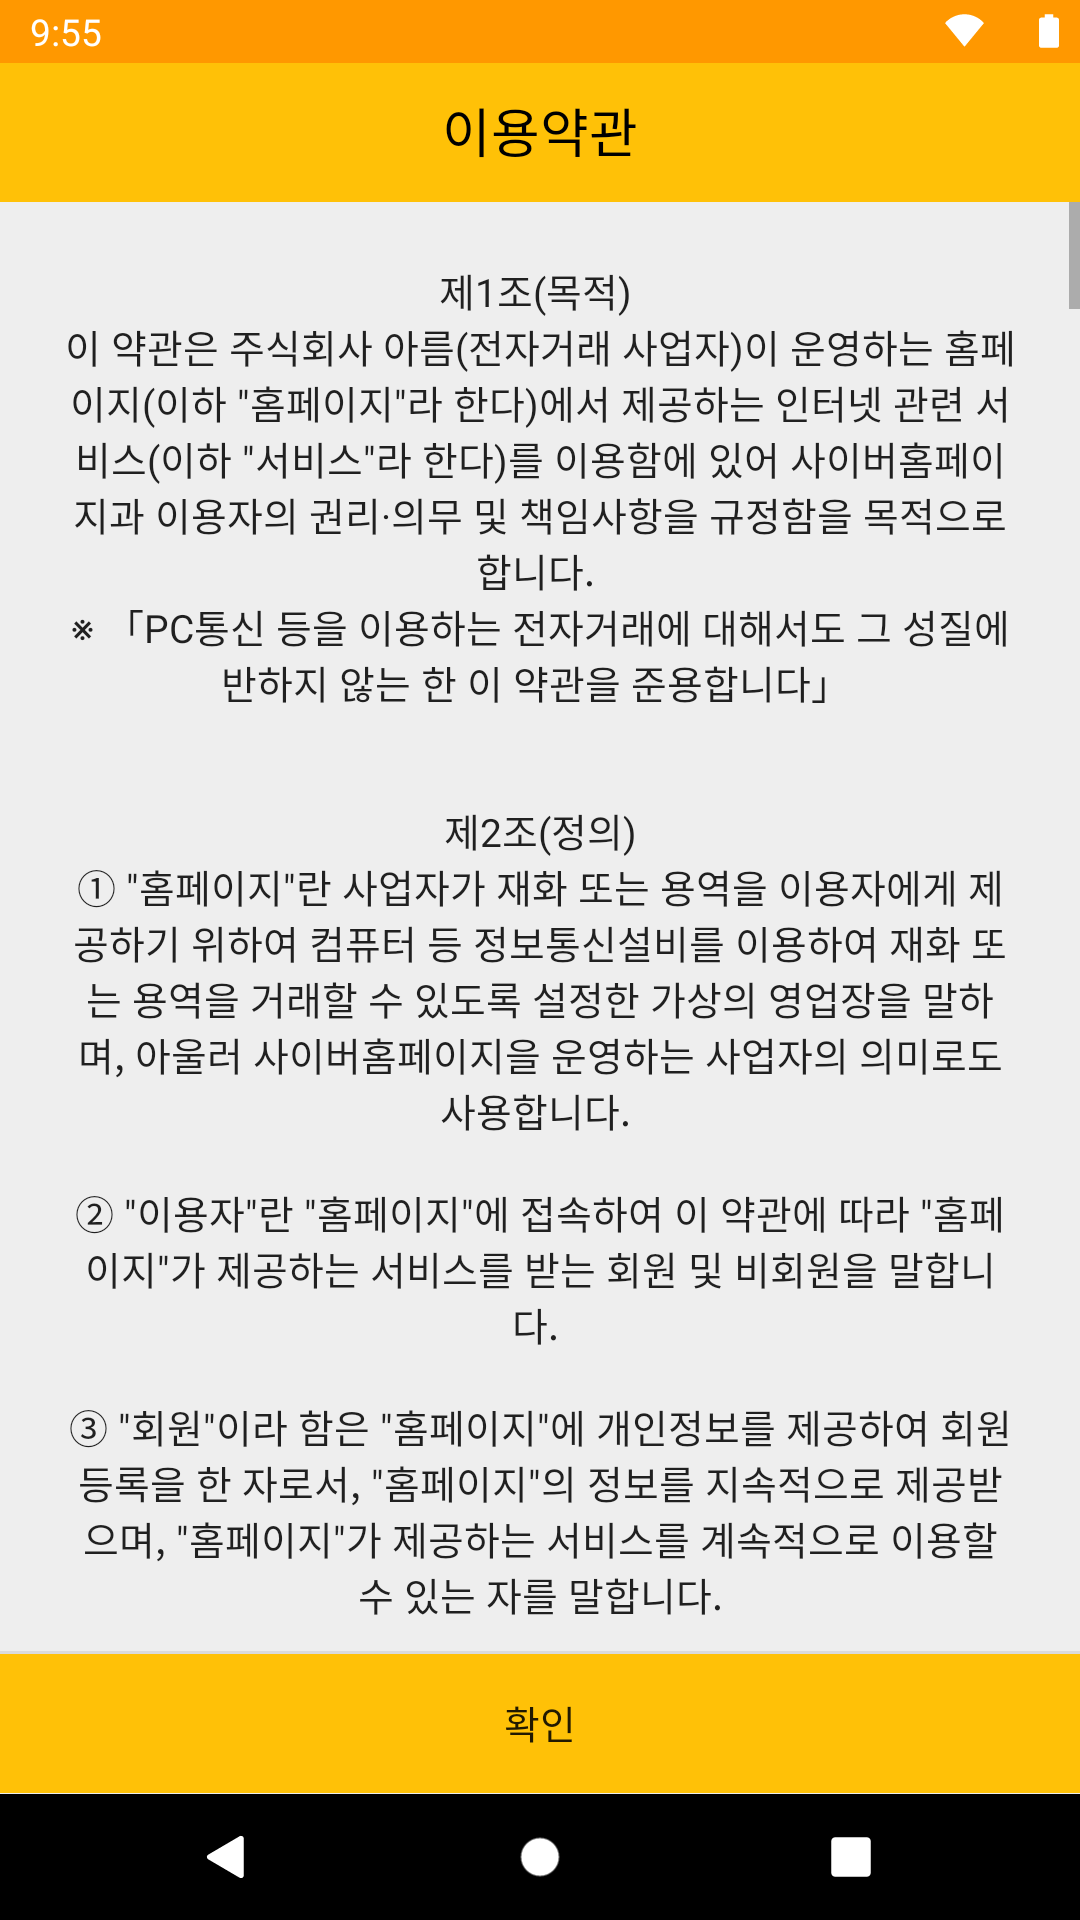 9:55
이용약관
제1조(목적)
이 약관은 주식회사 아름(전자거래 사업자)이 운영하는 홈페
이지(이하 "홈페이지"라 한다)에서 제공하는 인터넷 관련 서
비스(이하 "서비스"라 한다)를 이용함에 있어 사이버홈페이
지과 이용자의 권리·의무 및 책임사항을 규정함을 목적으로
합니다.
※ 「PC통신 등을 이용하는 전자거래에 대해서도 그 성질에
반하지 않는 한 이 약관을 준용합니다」
제2조(정의)
① "홈페이지"란 사업자가 재화 또는 용역을 이용자에게 제
공하기 위하여 컴퓨터 등 정보통신설비를 이용하여 재화 또
는 용역을 거래할 수 있도록 설정한 가상의 영업장을 말하
며, 아울러 사이버홈페이지을 운영하는 사업자의 의미로도
사용합니다.
② "이용자"란 "홈페이지"에 접속하여 이 약관에 따라 "홈페
이지"가 제공하는 서비스를 받는 회원 및 비회원을 말합니
다.
③ "회원"이라 함은 "홈페이지"에 개인정보를 제공하여 회원
등록을 한 자로서, "홈페이지"의 정보를 지속적으로 제공받
으며, "홈페이지"가 제공하는 서비스를 계속적으로 이용할
수 있는 자를 말합니다.
확인